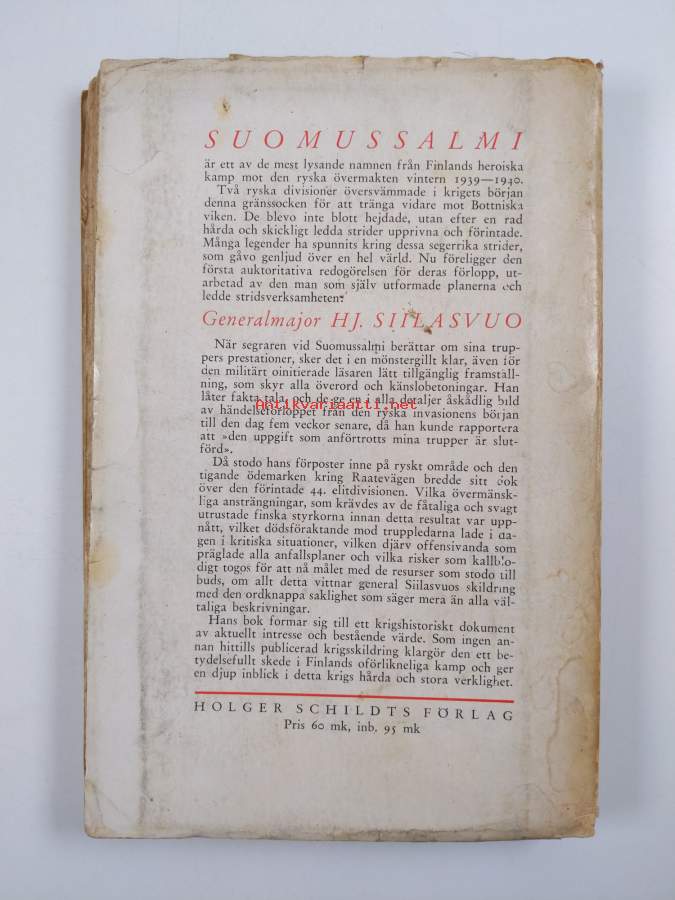 SUOMUSSALMI
är ett av de mest lysande namnen från Finlands heroiska
kamp mot den ryska övermakten vintern 1939—1940.
Två ryska divisioner översvämmade i krigets början
denna gränssocken för att tränga vidare mot Bottniska
viken. De blevo inte blott hejdade, utan efter en rad
hårda och skickligt ledda strider upprivna och förintade.
Många legender ha spunnits kring dessa segerrika strider,
som gåvo genljud över en hel värld. Nu föreligger den
första auktoritativa redogörelsen för deras förlopp, ut-
arbetad av den man som själv utformade planerna och
ledde stridsverksamheten:
Generalmajor HJ. SIILASVUO
När segraren vid Suomussalmi berättar om sina trup-
pers prestationer, sker det i en mönstergillt klar, även för
den militärt oinitierade läsaren lätt tillgänglig framställ-
ning, som skyr alla överord och känslobetoningar. Han
låter fakta tala, och de ge en i alla detaljer åskådlig bild
Antikvariaatti.net
av händelseförloppet från den ryska invasionens början
till den dag fem veckor senare, då han kunde rapportera
att »den uppgift som anförtrotts mina trupper är slut-
förd».
Då stodo hans förposter inne på ryskt område och den
tigande ödemarken kring Raatevägen bredde sitt dok
över den förintade 44. elitdivisionen. Vilka övermänsk-
liga ansträngningar, som krävdes av de fåtaliga och svagt
utrustade finska styrkorna innan detta resultat var upp-
nått, vilket dödsföraktande mod truppledarna lade i da-
gen i kritiska situationer, vilken djärv offensivanda som
präglade alla anfallsplaner och vilka risker som kallblo-
digt togos för att nå målet med de resurser som stodo till
buds, om allt detta vittnar general Siilasvuos skildring
med den ordknappa saklighet som säger mera än alla väl-
taliga beskrivningar.
Hans bok formar sig till ett krigshistoriskt dokument
av aktuellt intresse och bestående värde. Som ingen an-
nan hittills publicerad krigsskildring klargör den ett be-
tydelsefullt skede i Finlands oförlikneliga kamp och ger
en djup inblick i detta krigs hårda och stora verklighet.
HOLGER SCHILDTS FÖRLAG
Pris 60 mk, inb. 95 mk